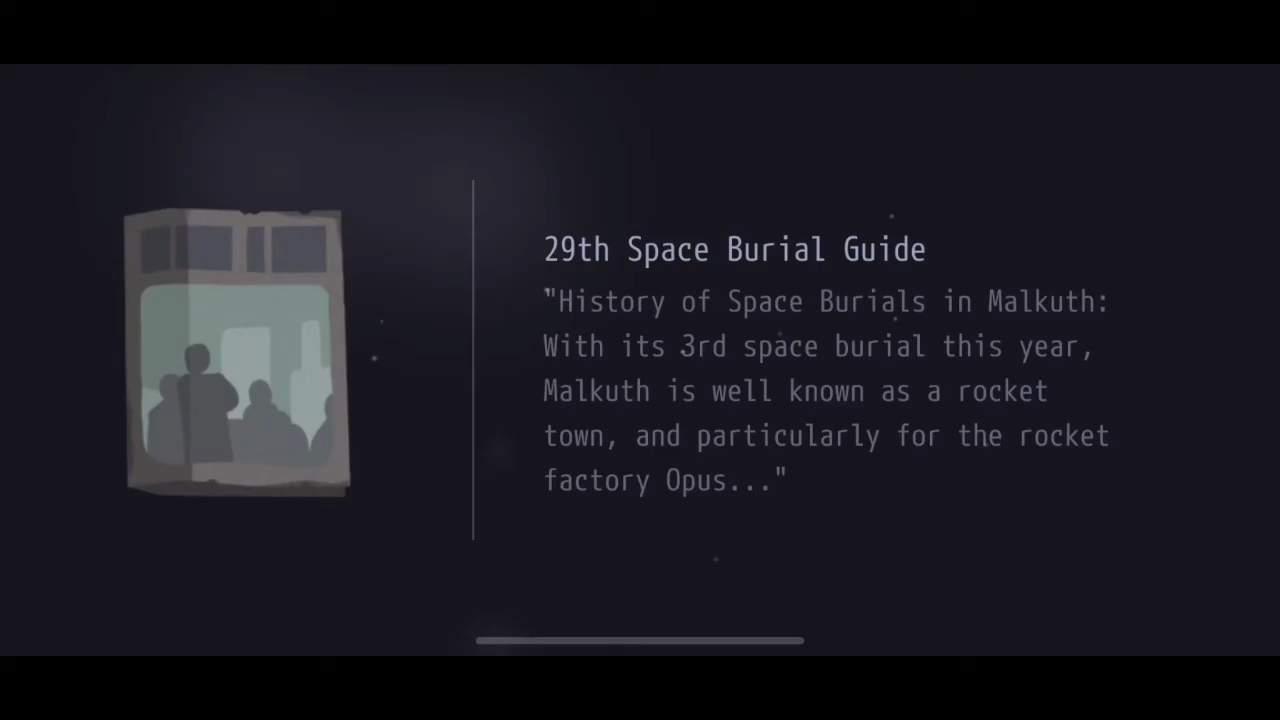 29th Space Burial Guide
"History of Space Burials in Malkuth:
With its 3rd space burial this year,
Malkuth is well known as a rocket
town, and particularly for the rocket
factory Opus..."